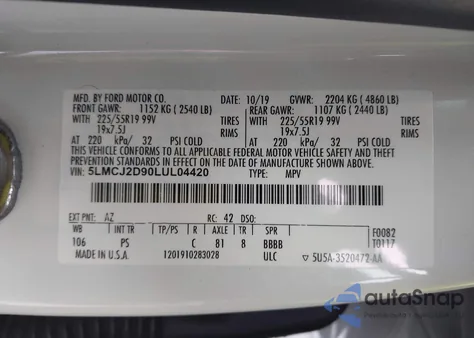 MFD. BY FORD MOTOR CO. DATE: 10/19 GVWR: 2204 KG ( 4860 LB)
FRONT GAWR: 1152 KG ( 2540 LB) REAR GAWR: 1107 KG ( 2440 LB)
WITH 225/55R19 99V TIRES WITH 225/55R19 99V TIRES
19x7.5J RIMS 19x7.5J RIMS
AT 220 kPa/ 32 PSI COLD AT 220 kPa/ 32 PSI COLD
THIS VEHICLE CONFORMS TO ALL APPLICABLE FEDERAL MOTOR VEHICLE SAFETY
AND THEFT PREVENTION STANDARDS IN EFFECT ON THE DATE OF MANUFACTURE SHOWN ABOVE.
VIN: 5LMCJ2D90LUL04420 TYPE: MPV
EXT PNT: AZ RC: 42 DSO:
WB INT TR TP/PS R AXLE TR SPR F0082
106 PS C 81 8 BBBB T0117
MADE IN U.S.A. 1201910283028 ULC 5U5A-3520472-AA
autoSnap